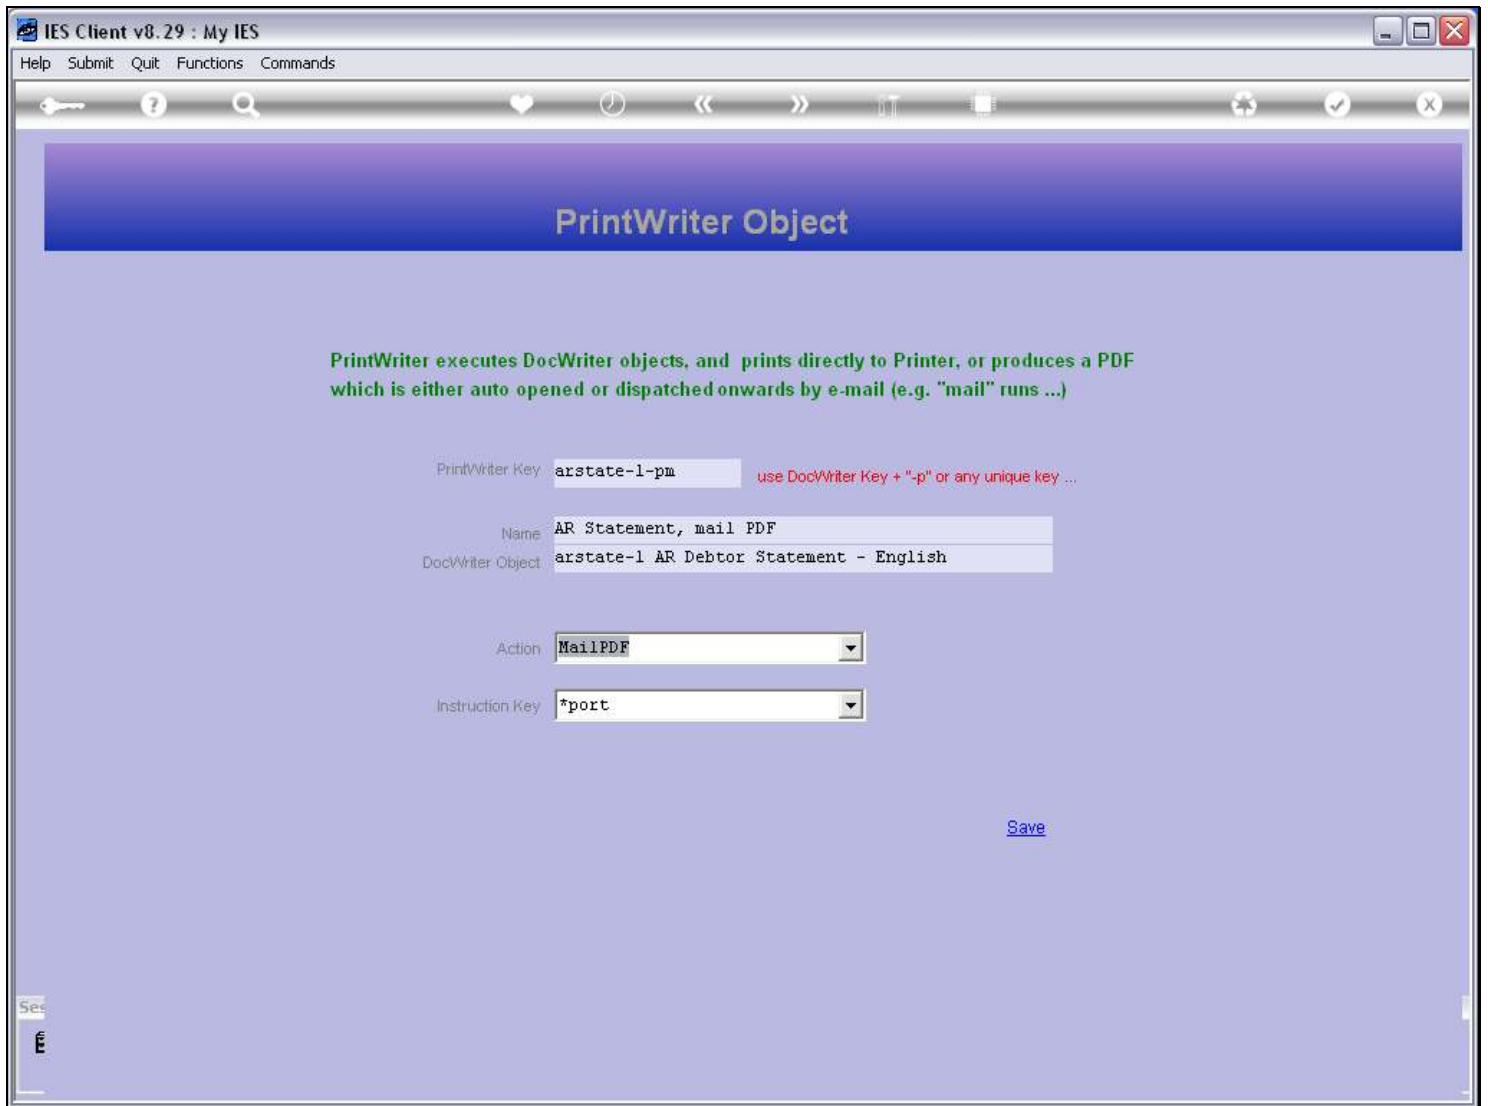 IES Client v8.29 : My IES
Help Submit Quit Functions Commands
PrintWriter Object
PrintWriter executes DocWriter objects, and prints directly to Printer, or produces a PDF
which is either auto opened or dispatched onwards by e-mail (e.g. "mail" runs ...)
PrintWriter Key arstate-1-pm use DocWriter Key + "-p" or any unique key ...
Name AR Statement, mail PDF
DocWriter Object arstate-1 AR Debtor Statement - English
Action MailPDF
Instruction Key *port
Save